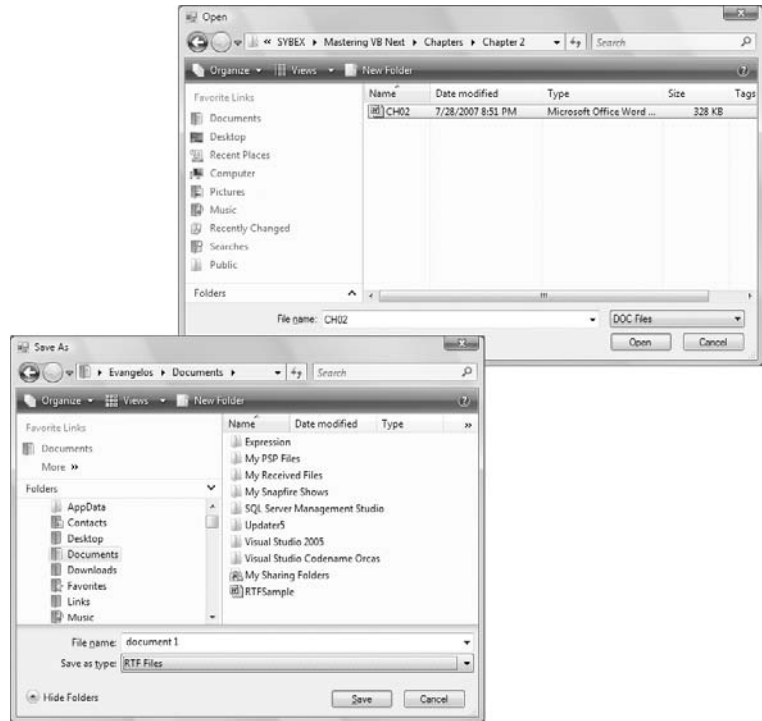 Open
« SYBEX ▸ Mastering VB Next ▸ Chapters ▸ Chapter 2
Search
Organize
Views
New Folder
Favorite Links
Documents
Desktop
Recent Places
Computer
Pictures
Music
Recently Changed
Searches
Public
Folders
Name Date modified Type Size Tags
CH02 7/28/2007 8:51 PM Microsoft Office Word ... 328 KB
File name: CH02
DOC Files
Open Cancel
Save As
▸ Evangelos ▸ Documents ▸
Search
Organize
Views
New Folder
Favorite Links
Documents
More »
Folders
AppData
Contacts
Desktop
Documents
Downloads
Favorites
Links
Music
Name Date modified Type »
Expression
My PSP Files
My Received Files
My Snapfire Shows
SQL Server Management Studio
Updater5
Visual Studio 2005
Visual Studio Codename Orcas
My Sharing Folders
RTFSample
File name: document 1
Save as type: RTF Files
Hide Folders
Save Cancel